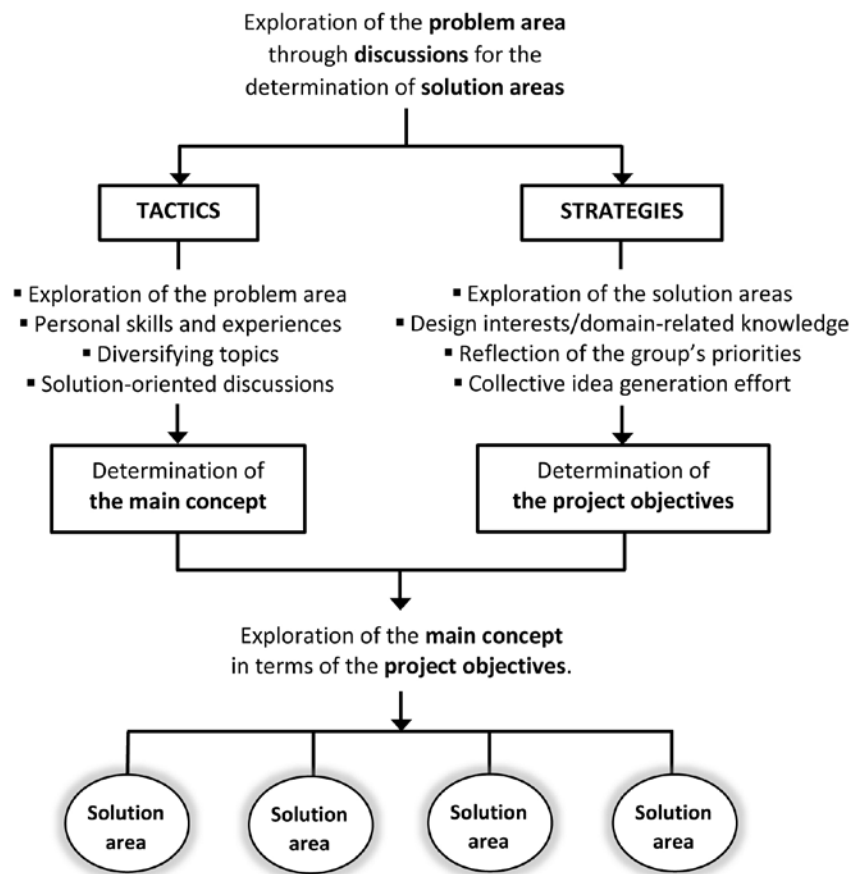 Exploration of the problem area
through discussions for the
determination of solution areas
TACTICS
▪ Exploration of the problem area
▪ Personal skills and experiences
▪ Diversifying topics
▪ Solution-oriented discussions
Determination of
the main concept
STRATEGIES
▪ Exploration of the solution areas
▪ Design interests/domain-related knowledge
▪ Reflection of the group’s priorities
▪ Collective idea generation effort
Determination of
the project objectives
Exploration of the main concept
in terms of the project objectives.
Solution
area
Solution
area
Solution
area
Solution
area